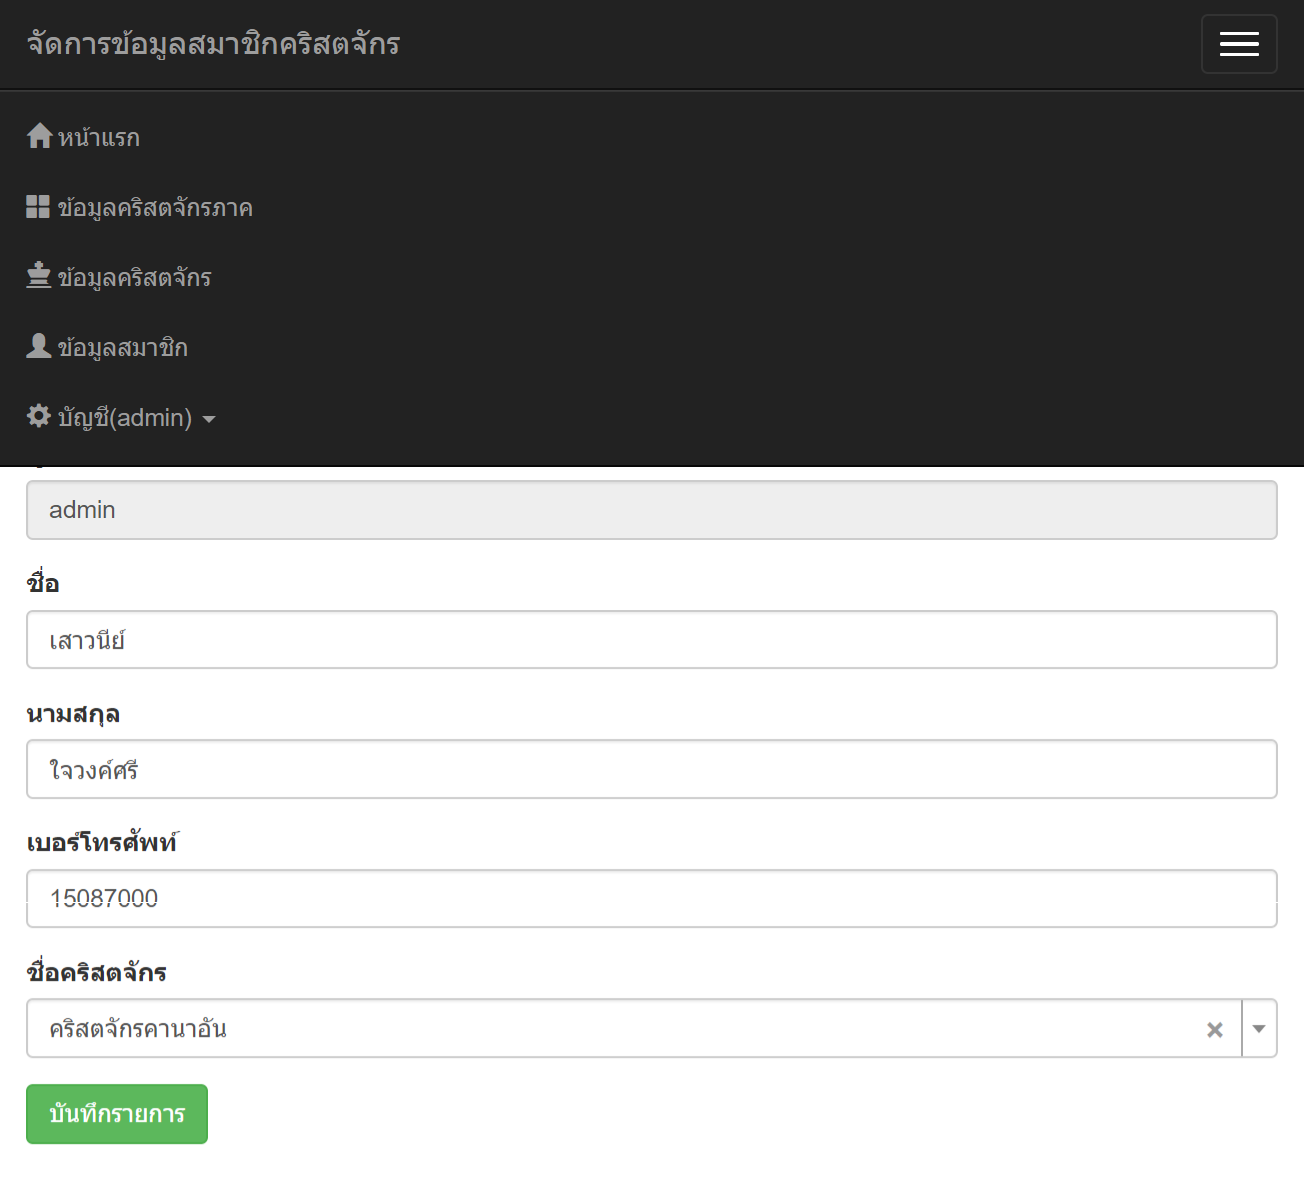 จัดการข้อมูลสมาชิกคริสตจักร
หน้าแรก
ข้อมูลคริสตจักรภาค
ข้อมูลคริสตจักร
ข้อมูลสมาชิก
บัญชี(admin)
admin
ชื่อ
เสาวนีย์
นามสกุล
ใจวงค์ศรี
เบอร์โทรศัพท์
15087000
ชื่อคริสตจักร
คริสตจักรคานาอัน
บันทึกรายการ